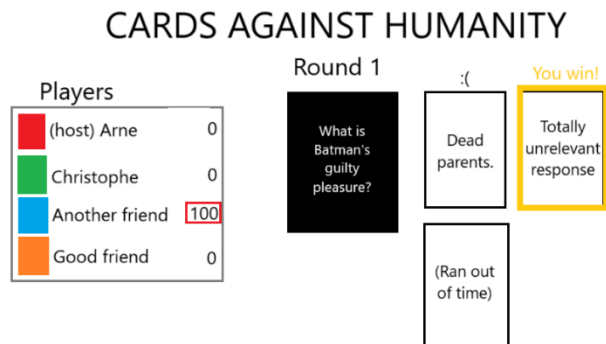 CARDS AGAINST HUMANITY
Players
(host) Arne 0
Christophe 0
Another friend 100
Good friend 0
Round 1
What is
Batman's
guilty
pleasure?
:(
Dead
parents.
You win!
Totally
unrelevant
response
(Ran out
of time)